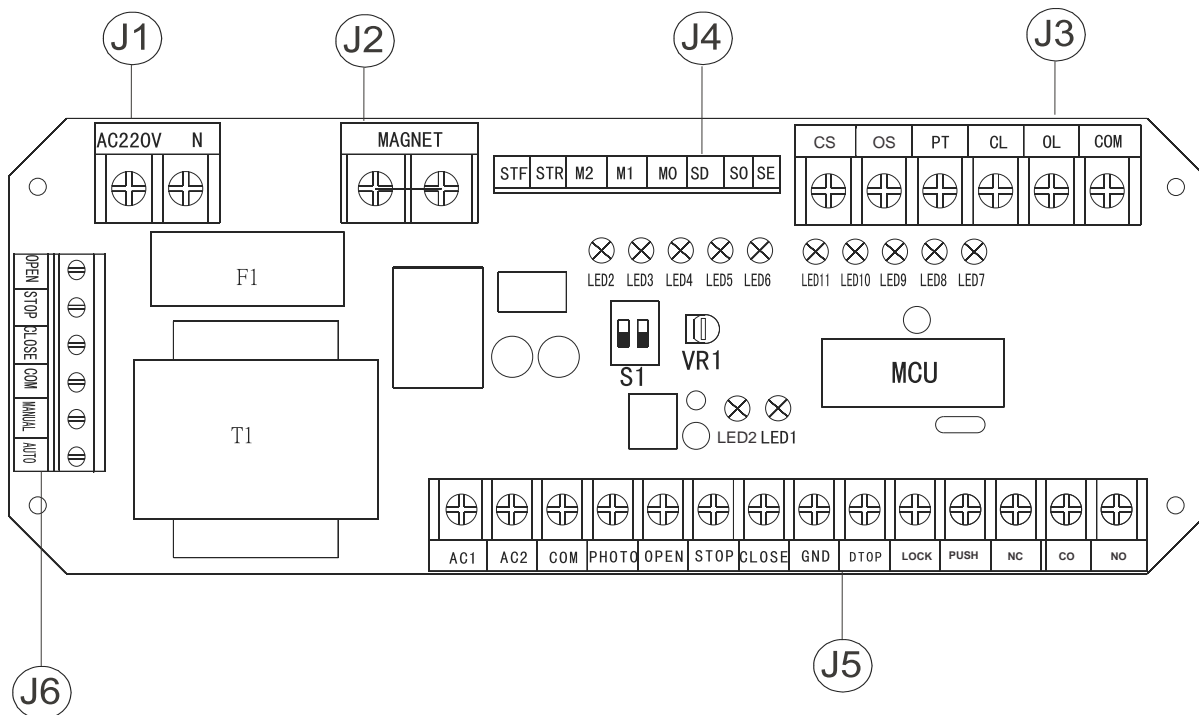 J1 J2 J4 J3
AC220V N
MAGNET
STF STR M2 M1 MO SD SO SE
CS OS PT CL OL COM
OPEN
STOP
CLOSE
COM
MANUAL
AUTO
F1
LED2 LED3 LED4 LED5 LED6
LED11 LED10 LED9 LED8 LED7
S1
VR1
MCU
T1
LED2 LED1
AC1 AC2 COM PHOTO OPEN STOP CLOSE GND DTOP LOCK PUSH NC CO NO
J6
J5